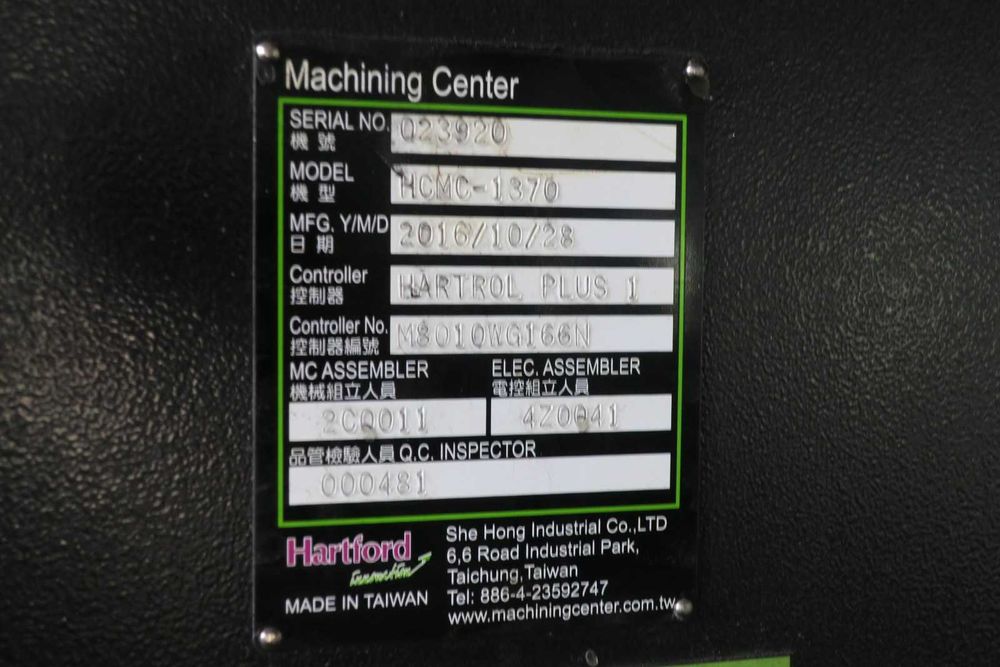 Machining Center
SERIAL NO. 023920
機號
MODEL HCMC-1370
機型
MFG. Y/M/D 2016/10/28
日期
Controller HARTROL PLUS 1
控制器
Controller No. M8010WG166N
控制器編號
MC ASSEMBLER ELEC. ASSEMBLER
機械組立人員 電控組立人員
2C0011 4Z0041
品管檢驗人員 Q.C. INSPECTOR
000481
Hartford
innovation
MADE IN TAIWAN
She Hong Industrial Co.,LTD
6,6 Road Industrial Park,
Taichung,Taiwan
Tel: 886-4-23592747
www.machiningcenter.com.tw